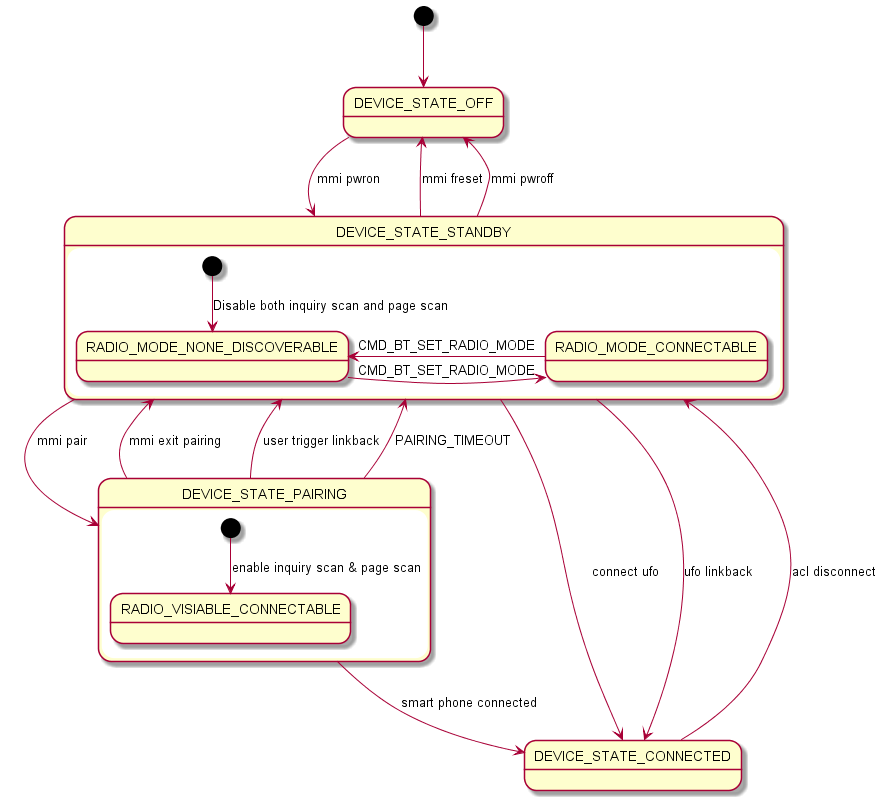 DEVICE_STATE_OFF
mmi pwron
mmi freset
mmi pwroff
DEVICE_STATE_STANDBY
Disable both inquiry scan and page scan
RADIO_MODE_NONE_DISCOVERABLE
CMD_BT_SET_RADIO_MODE
CMD_BT_SET_RADIO_MODE
RADIO_MODE_CONNECTABLE
mmi pair
mmi exit pairing
user trigger linkback
PAIRING_TIMEOUT
DEVICE_STATE_PAIRING
enable inquiry scan & page scan
RADIO_VISIABLE_CONNECTABLE
connect ufo
ufo linkback
acl disconnect
smart phone connected
DEVICE_STATE_CONNECTED